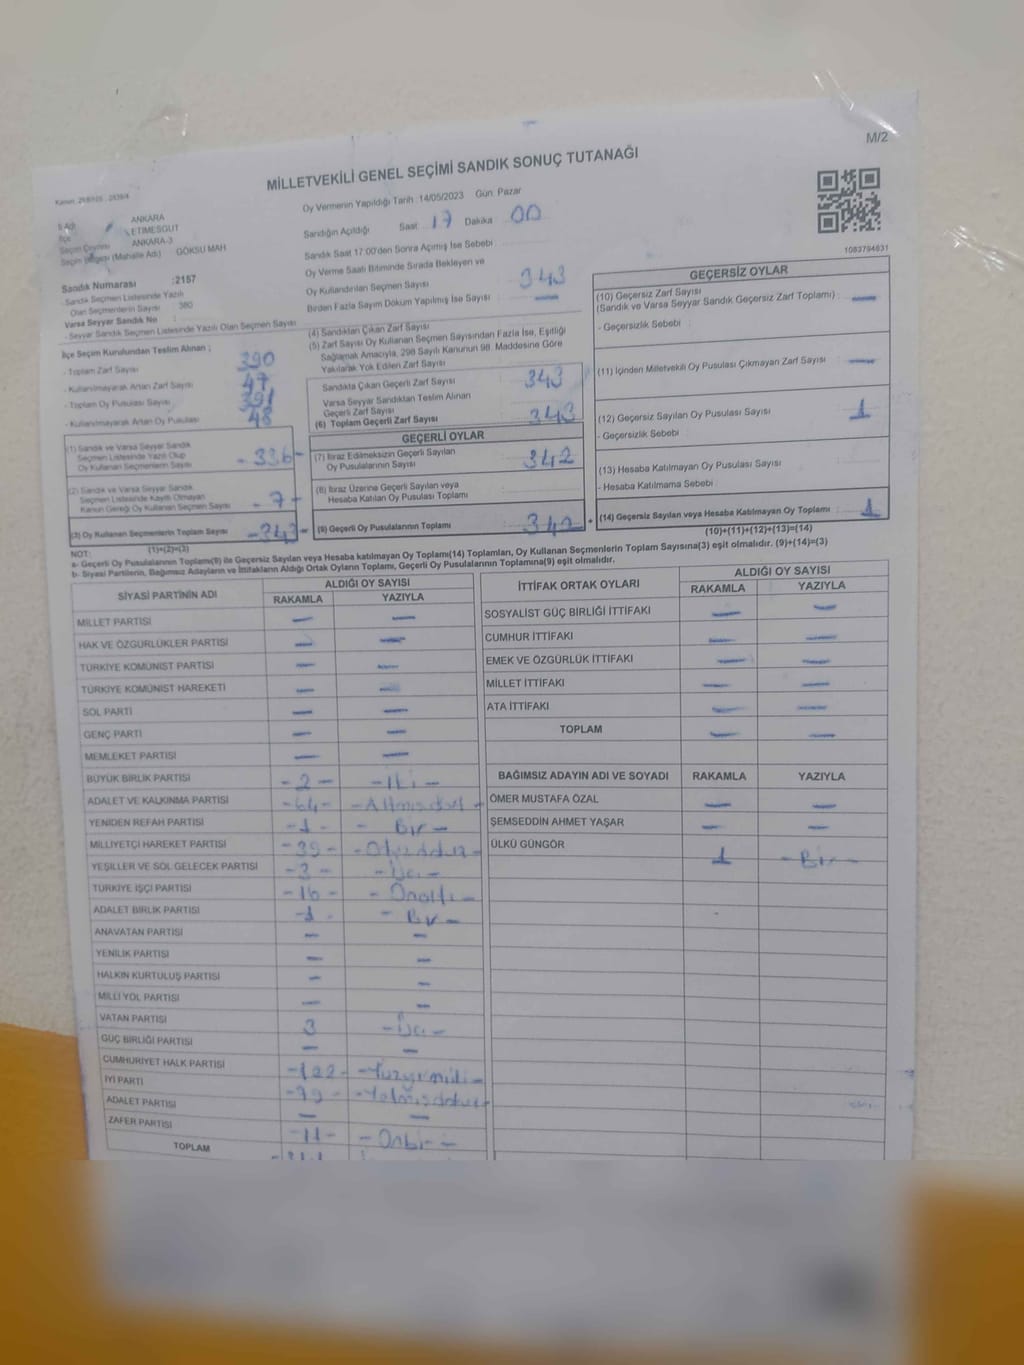 M/2
MİLLETVEKİLİ GENEL SEÇİMİ SANDIK SONUÇ TUTANAĞI
1083794631
İl Adı ANKARA
İlçe ETİMESGUT
Seçim Çevresi ANKARA-3
Seçim Bölgesi (Mahalle Adı) GÖKSU MAH
Sandık Numarası :2157
- Sandık Seçmen Listesinde Yazılı
Olan Seçmenlerin Sayısı 380
Varsa Seyyar Sandık No :
- Seyyar Sandık Seçmen Listesinde Yazılı Olan Seçmen Sayısı
İlçe Seçim Kurulundan Teslim Alınan ;
- Toplam Zarf Sayısı 390
- Kullanılmayarak Artan Zarf Sayısı 47
- Toplam Oy Pusulası Sayısı 391
- Kullanılmayarak Artan Oy Pusulası 48
(1) Sandık ve Varsa Seyyar Sandık
Seçmen Listesinde Yazılı Olup
Oy Kullanan Seçmenlerin Sayısı - 336 -
(2) Sandık ve Varsa Seyyar Sandık
Seçmen Listesinde Kayıtlı Olmayan
Kanun Gereği Oy Kullanan Seçmen Sayısı - 7 -
(3) Oy Kullanan Seçmenlerin Toplam Sayısı - 343 -
(1)+(2)=(3)
Oy Vermenin Yapıldığı Tarih :14/05/2023 Gün: Pazar
Sandığın Açıldığı Saat 17 Dakika 00
Sandık Saat 17:00'den Sonra Açılmış İse Sebebi
Oy Verme Saati Bitiminde Sırada Bekleyen ve
Oy Kullandırılan Seçmen Sayısı 343
Birden Fazla Sayım Döküm Yapılmış İse Sayısı —
(4) Sandıktan Çıkan Zarf Sayısı
(5) Zarf Sayısı Oy Kullanan Seçmen Sayısından Fazla İse, Eşitliği
Sağlamak Amacıyla, 298 Sayılı Kanunun 98. Maddesine Göre
Yakılarak Yok Edilen Zarf Sayısı
Sandıkta Çıkan Geçerli Zarf Sayısı 343
Varsa Seyyar Sandıktan Teslim Alınan
Geçerli Zarf Sayısı
(6) Toplam Geçerli Zarf Sayısı 343
GEÇERLİ OYLAR
(7) İtiraz Edilmeksizin Geçerli Sayılan
Oy Pusulalarının Sayısı 342
(8) İtiraz Üzerine Geçerli Sayılan veya
Hesaba Katılan Oy Pusulası Toplamı
(9) Geçerli Oy Pusulalarının Toplamı 342
GEÇERSİZ OYLAR
(10) Geçersiz Zarf Sayısı
(Sandık ve Varsa Seyyar Sandık Geçersiz Zarf Toplamı) —
- Geçersizlik Sebebi
(11) İçinden Milletvekili Oy Pusulası Çıkmayan Zarf Sayısı —
(12) Geçersiz Sayılan Oy Pusulası Sayısı 1
- Geçersizlik Sebebi
(13) Hesaba Katılmayan Oy Pusulası Sayısı
- Hesaba Katılmama Sebebi
+ (14) Geçersiz Sayılan veya Hesaba Katılmayan Oy Toplamı 1
(10)+(11)+(12)+(13)=(14)
NOT:
a- Geçerli Oy Pusulalarının Toplamı(9) ile Geçersiz Sayılan veya Hesaba katılmayan Oy Toplamı(14) Toplamları, Oy Kullanan Seçmenlerin Toplam Sayısına(3) eşit olmalıdır. (9)+(14)=(3)
b- Siyasi Partilerin, Bağımsız Adayların ve İttifakların Aldığı Ortak Oyların Toplamı, Geçerli Oy Pusulalarının Toplamına(9) eşit olmalıdır.
SİYASİ PARTİNİN ADI ALDIĞI OY SAYISI
RAKAMLA YAZIYLA
MİLLET PARTİSİ — —
HAK VE ÖZGÜRLÜKLER PARTİSİ — —
TÜRKİYE KOMÜNİST PARTİSİ — —
TÜRKİYE KOMÜNİST HAREKETİ — —
SOL PARTİ — —
GENÇ PARTİ — —
MEMLEKET PARTİSİ — —
BÜYÜK BİRLİK PARTİSİ - 2 - - İki -
ADALET VE KALKINMA PARTİSİ - 64 - - Altmışdört -
YENİDEN REFAH PARTİSİ - 1 - - Bir -
MİLLİYETÇİ HAREKET PARTİSİ - 39 - - Otuzdokuz -
YEŞİLLER VE SOL GELECEK PARTİSİ - 3 - - Üç -
TÜRKİYE İŞÇİ PARTİSİ - 16 - - Onaltı -
ADALET BİRLİK PARTİSİ - 1 - - Bir -
ANAVATAN PARTİSİ — —
YENİLİK PARTİSİ — —
HALKIN KURTULUŞ PARTİSİ — —
MİLLİ YOL PARTİSİ — —
VATAN PARTİSİ 3 - Üç -
GÜÇ BİRLİĞİ PARTİSİ — —
CUMHURİYET HALK PARTİSİ - 122 - - Yüzyirmiiki -
İYİ PARTİ - 79 - - Yetmişdokuz -
ADALET PARTİSİ — —
ZAFER PARTİSİ - 11 - - Onbir -
TOPLAM
İTTİFAK ORTAK OYLARI ALDIĞI OY SAYISI
RAKAMLA YAZIYLA
SOSYALİST GÜÇ BİRLİĞİ İTTİFAKI — —
CUMHUR İTTİFAKI — —
EMEK VE ÖZGÜRLÜK İTTİFAKI — —
MİLLET İTTİFAKI — —
ATA İTTİFAKI — —
TOPLAM — —
BAĞIMSIZ ADAYIN ADI VE SOYADI RAKAMLA YAZIYLA
ÖMER MUSTAFA ÖZAL — —
ŞEMSEDDİN AHMET YAŞAR — —
ÜLKÜ GÜNGÖR 1 - Bir -